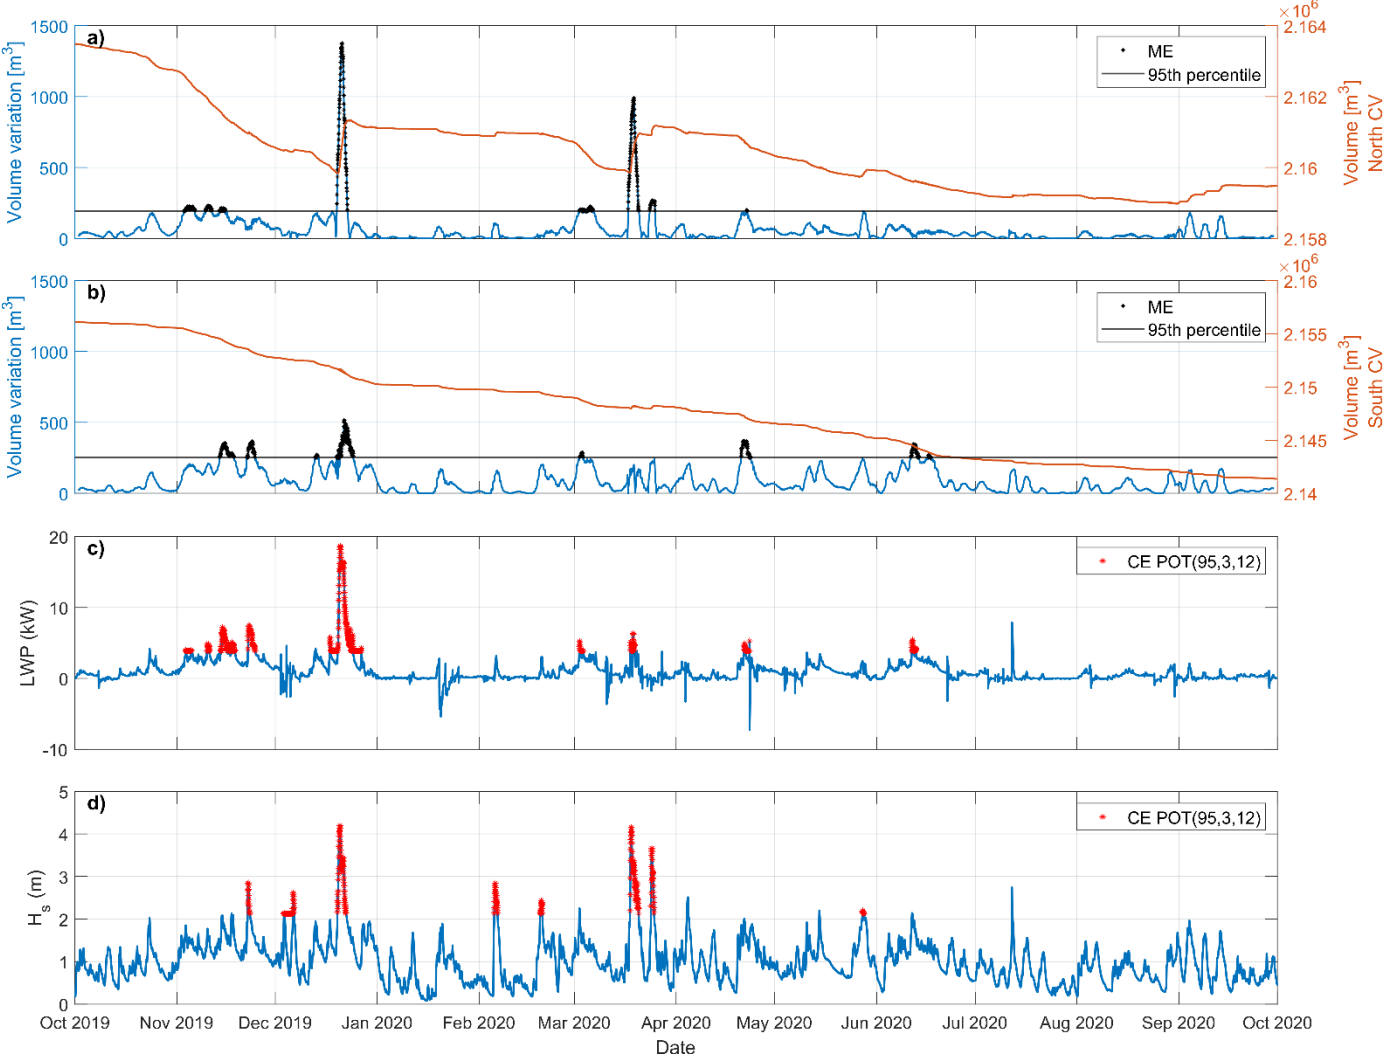 a)
1500
1000
500
0
Volume variation [m³]
ME
95th percentile
×10⁶
2.164
2.162
2.16
2.158
Volume [m³]
North CV
b)
1500
1000
500
0
Volume variation [m³]
ME
95th percentile
×10⁶
2.16
2.155
2.15
2.145
2.14
Volume [m³]
South CV
c)
20
10
0
-10
LWP (kW)
CE POT(95,3,12)
d)
5
4
3
2
1
0
Hₛ (m)
CE POT(95,3,12)
Oct 2019 Nov 2019 Dec 2019 Jan 2020 Feb 2020 Mar 2020 Apr 2020 May 2020 Jun 2020 Jul 2020 Aug 2020 Sep 2020 Oct 2020
Date